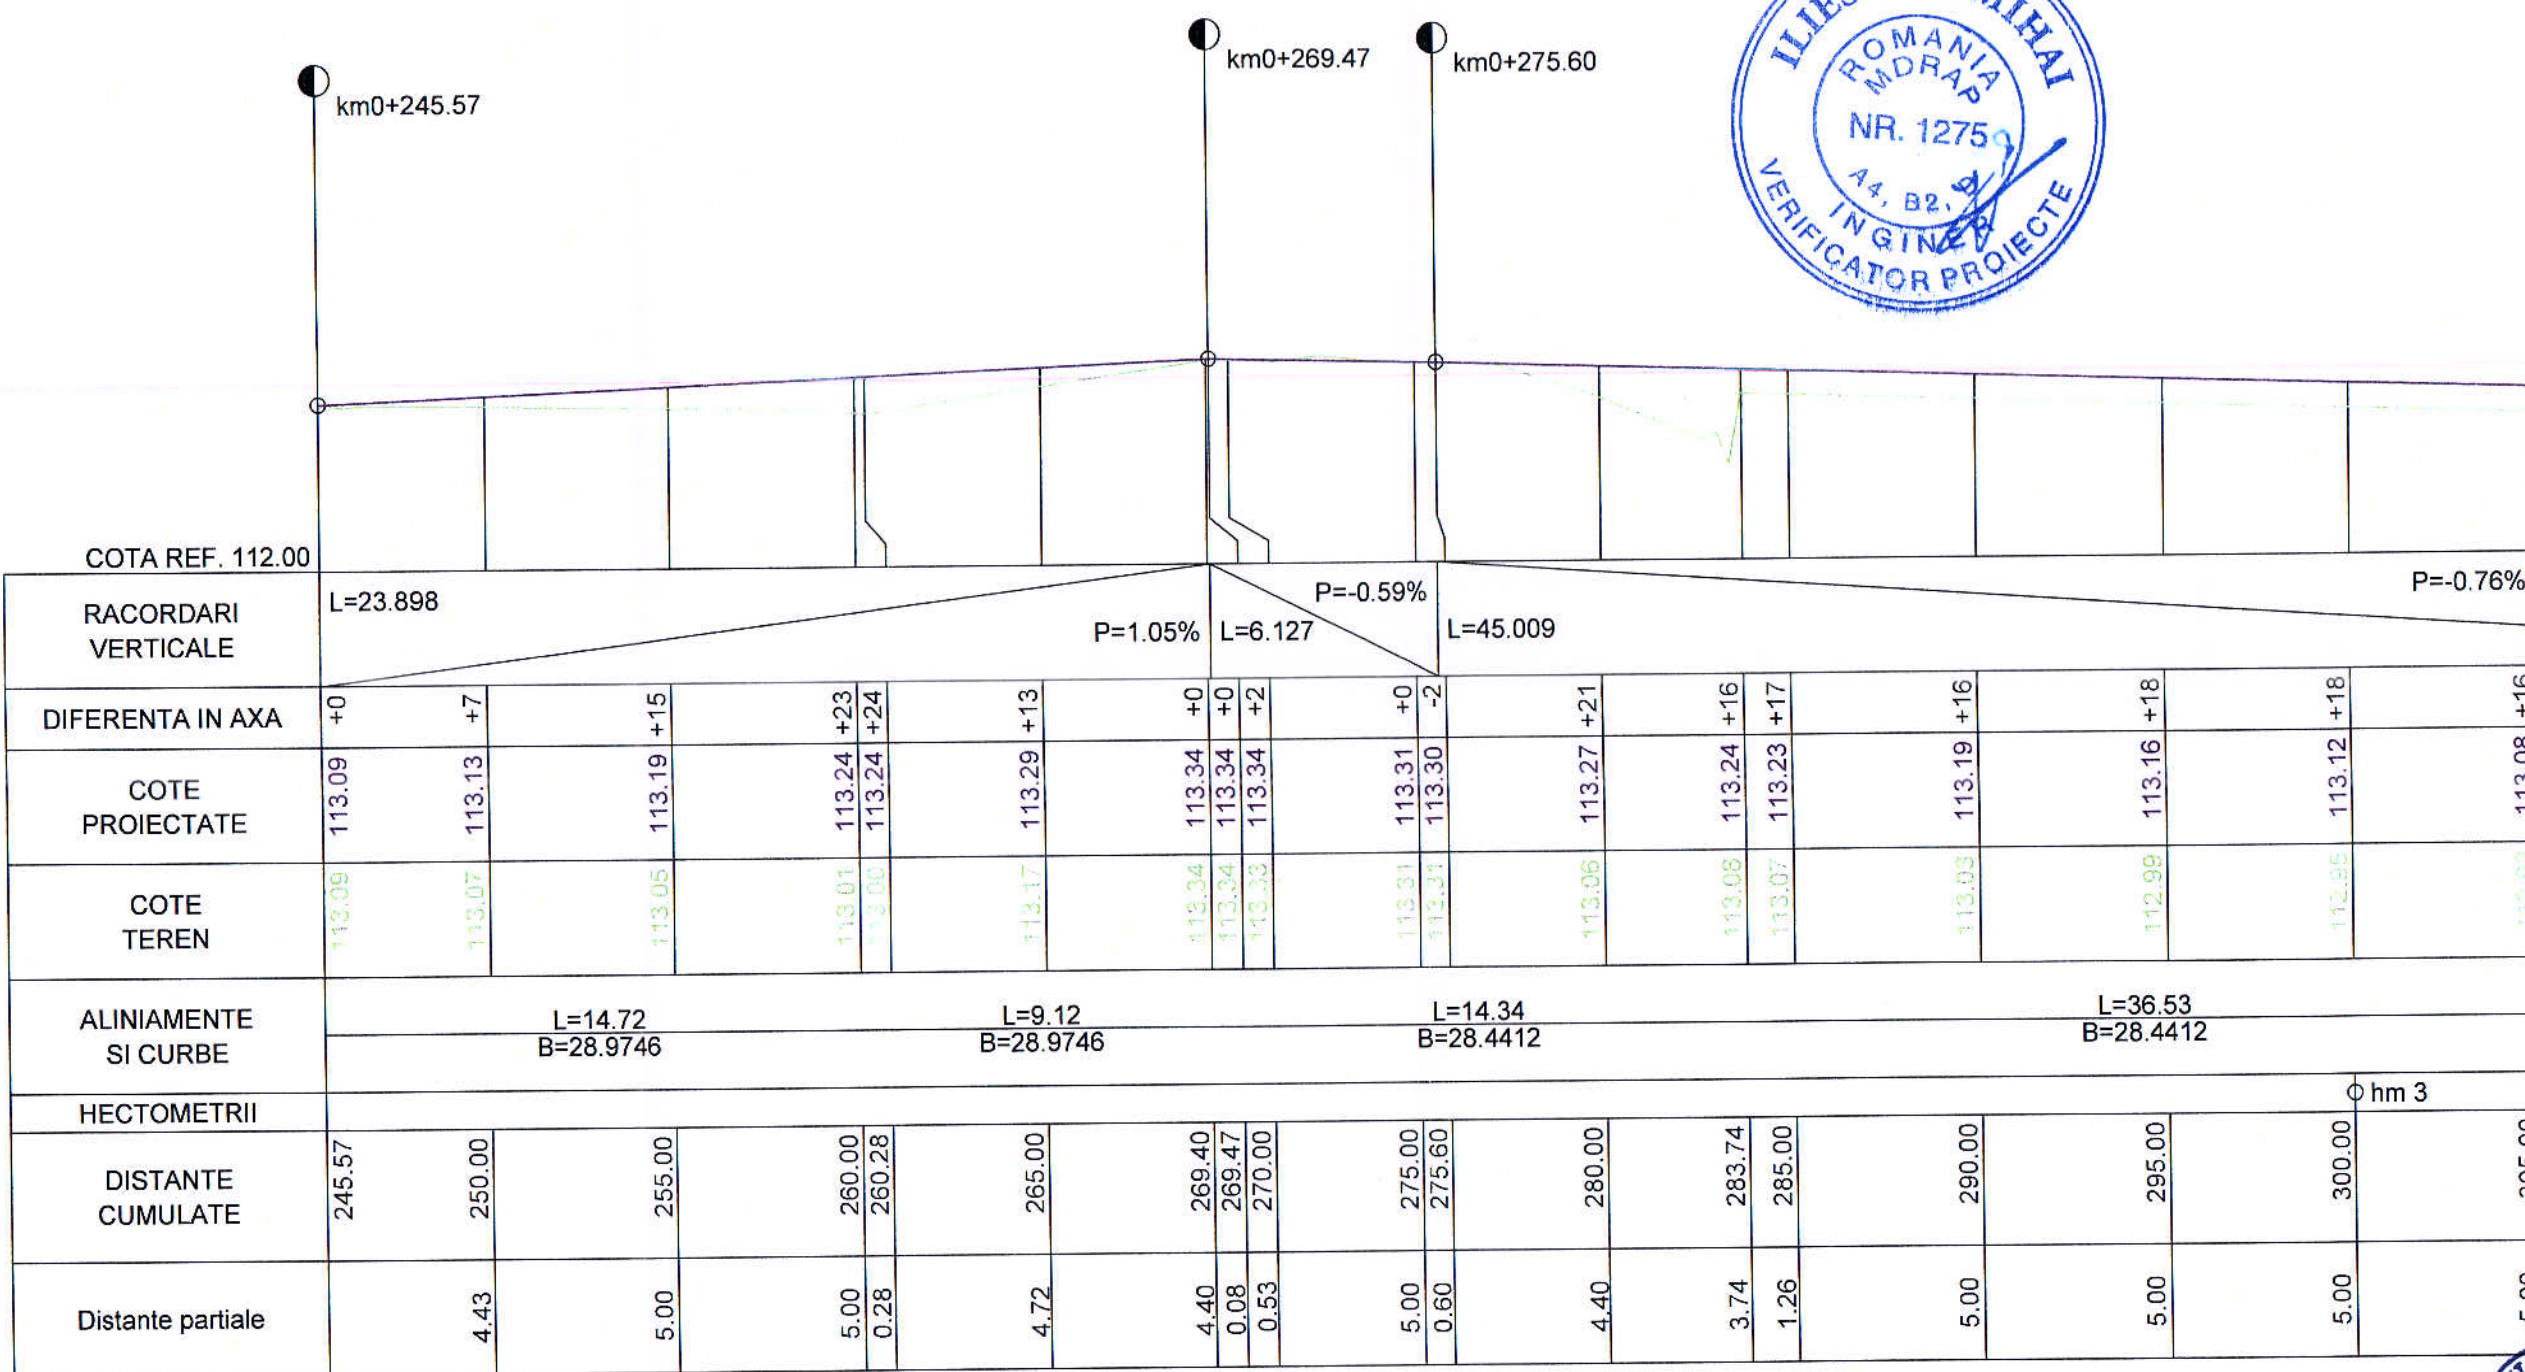 km0+245.57
km0+269.47
km0+275.60
MIHAI
ROMANIA
MDRAP
NR. 1275
A4, B2,
INGINER
VERIFICATOR PROIECTE
COTA REF. 112.00
RACORDARI VERTICALE
L=23.898
P=1.05%
L=6.127
P=-0.59%
L=45.009
P=-0.76%
DIFERENTA IN AXA
+0 +7 +15 +23 +24 +13 +0 +0 +2 +0 -2 +21 +16 +17 +16 +18 +18 +16
COTE PROIECTATE
113.09 113.13 113.19 113.24 113.24 113.29 113.34 113.34 113.34 113.31 113.30 113.27 113.24 113.23 113.19 113.16 113.12 113.08
COTE TEREN
113.09 113.07 113.05 113.01 113.00 113.17 113.34 113.34 113.33 113.31 113.31 113.06 113.08 113.07 113.03 112.99 112.95
ALINIAMENTE SI CURBE
L=14.72
B=28.9746
L=9.12
B=28.9746
L=14.34
B=28.4412
L=36.53
B=28.4412
HECTOMETRII
hm 3
DISTANTE CUMULATE
245.57 250.00 255.00 260.00 260.28 265.00 269.40 269.47 270.00 275.00 275.60 280.00 283.74 285.00 290.00 295.00 300.00
Distante partiale
4.43 5.00 5.00 0.28 4.72 4.40 0.08 0.53 5.00 0.60 4.40 3.74 1.26 5.00 5.00 5.00